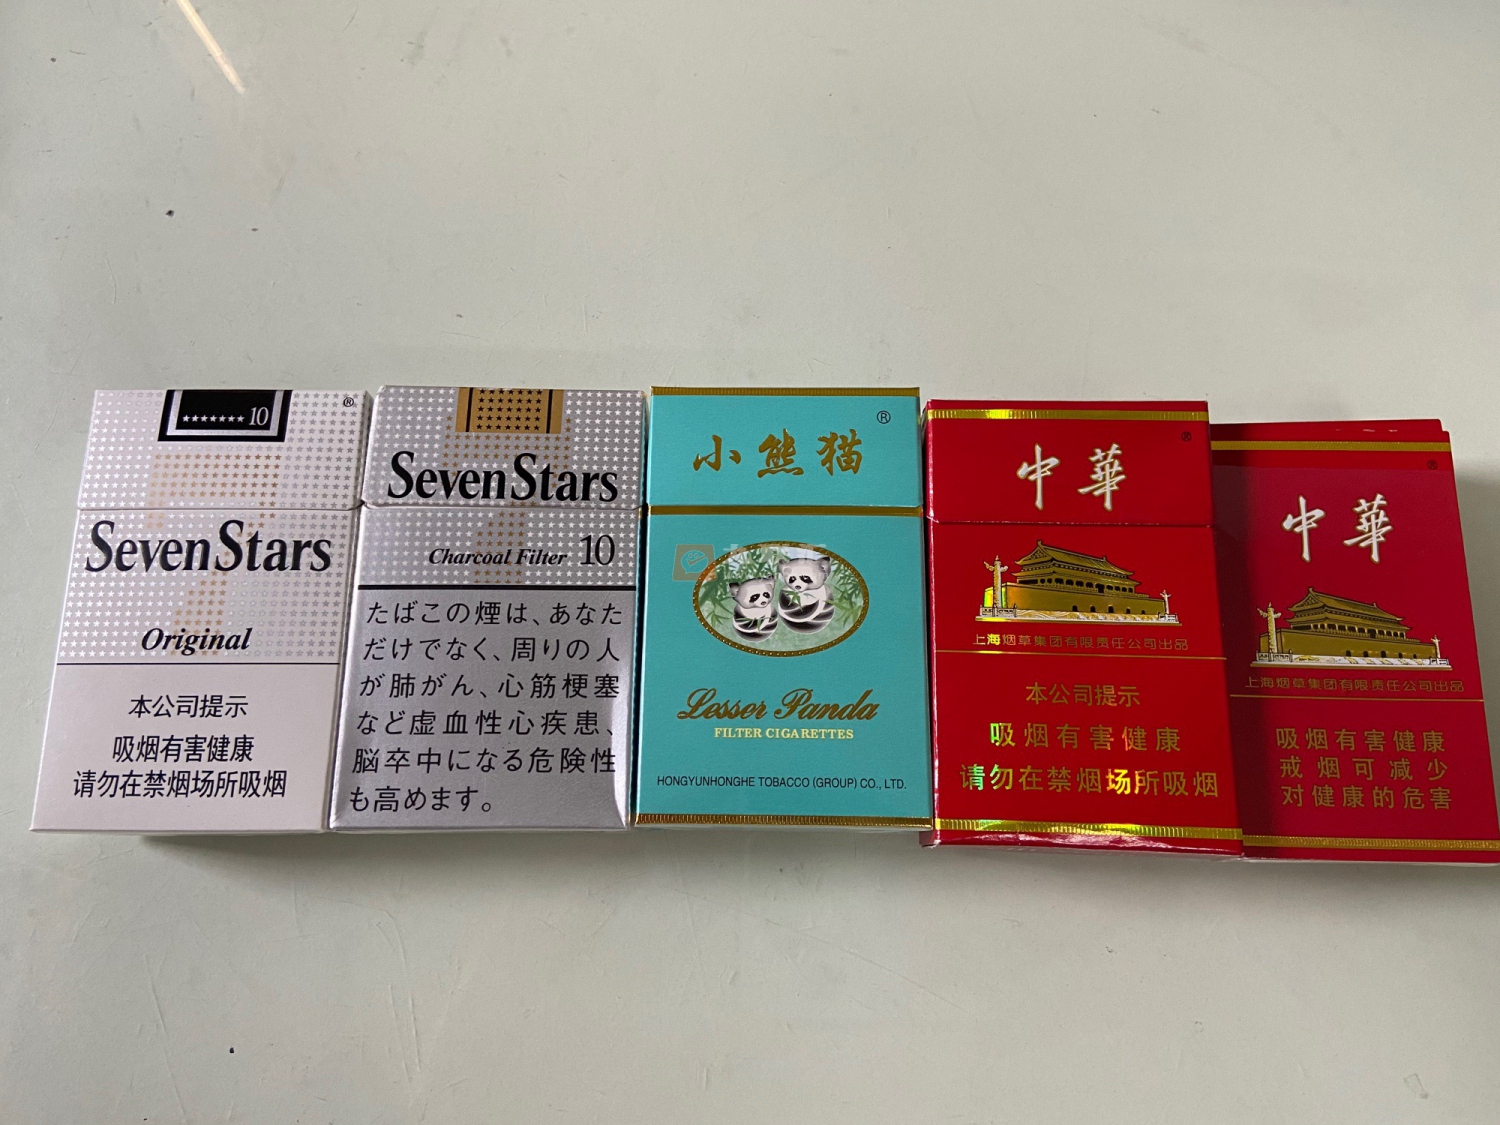 ★★★★★★★ 10
®
SevenStars
Original
本公司提示
吸烟有害健康
请勿在禁烟场所吸烟
SevenStars
Charcoal Filter 10
たばこの煙は、あなた
だけでなく、周りの人
が肺がん、心筋梗塞
など虚血性心疾患、
脳卒中になる危険性
も高めます。
®
小熊猫
Lesser Panda
FILTER CIGARETTES
HONGYUNHONGHE TOBACCO (GROUP) CO., LTD.
®
中華
上海烟草集团有限责任公司出品
本公司提示
吸烟有害健康
请勿在禁烟场所吸烟
®
中華
上海烟草集团有限责任公司出品
吸烟有害健康
戒烟可减少
对健康的危害